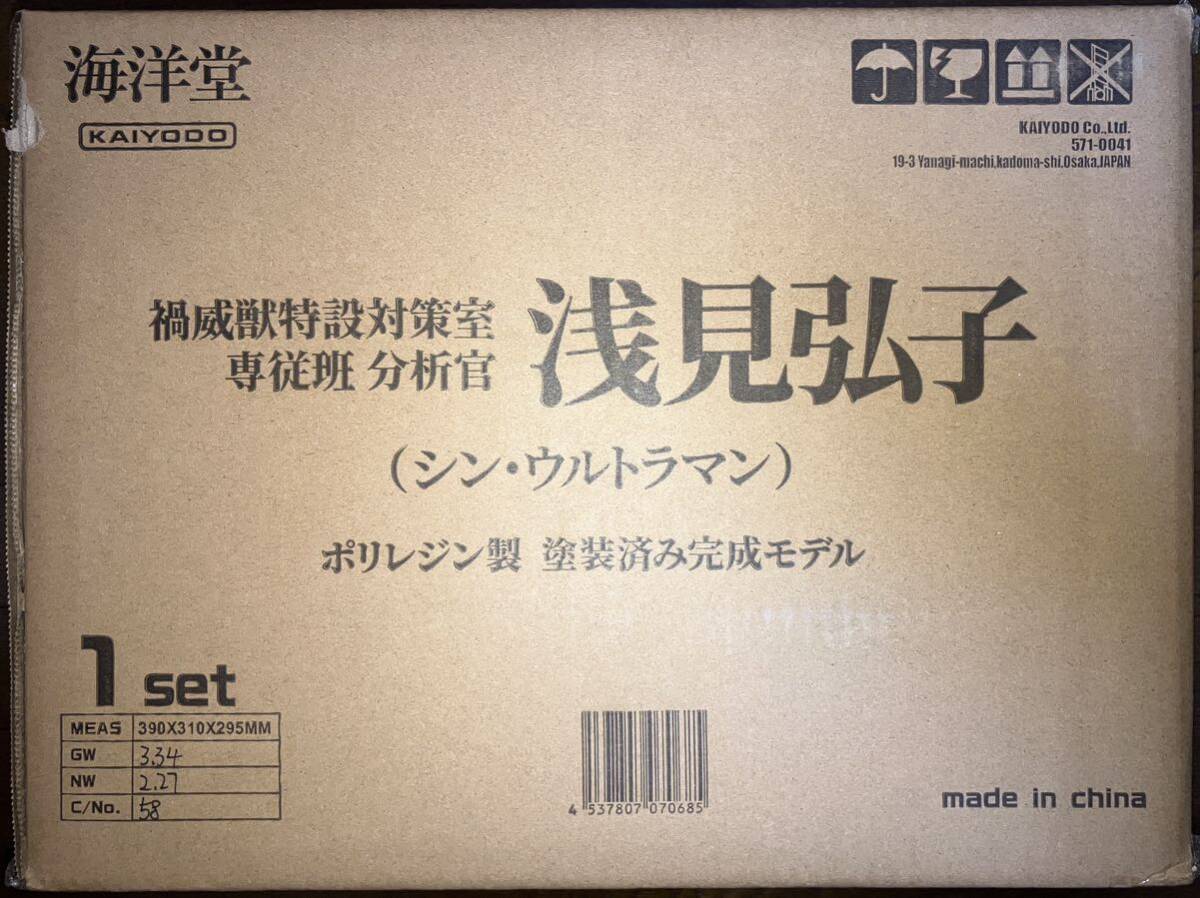 海洋堂
KAIYODO
KAIYODO Co.,Ltd.
571-0041
19-3 Yanagi-machi,kadoma-shi,Osaka,JAPAN
禍威獣特設対策室
専従班 分析官
浅見弘子
(シン・ウルトラマン)
ポリレジン製 塗装済み完成モデル
1 set
MEAS 390X310X295MM
GW 3.34
NW 2.27
C/No. 58
4 537807 070685
made in china